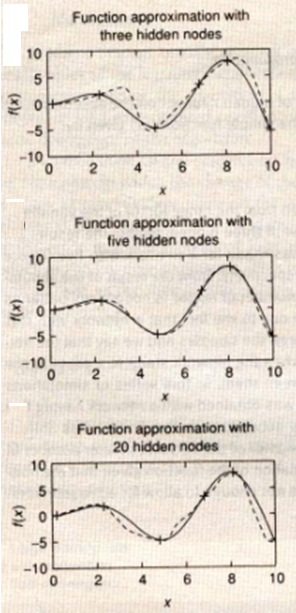 Function approximation with
three hidden nodes
10
5
0
−5
−10
f(x)
0 2 4 6 8 10
x
Function approximation with
five hidden nodes
10
5
0
−5
−10
f(x)
0 2 4 6 8 10
x
Function approximation with
20 hidden nodes
10
5
0
−5
−10
f(x)
0 2 4 6 8 10
x